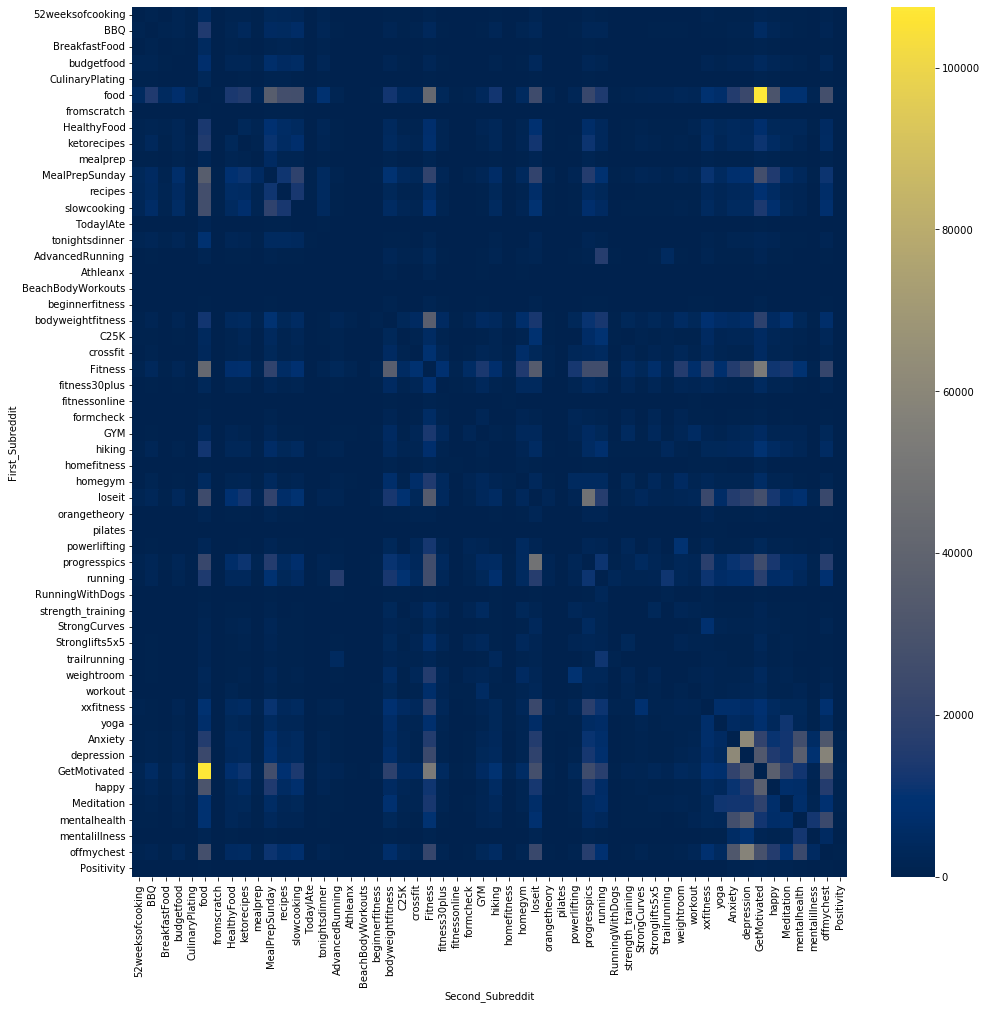 52weeksofcooking
BBQ
BreakfastFood
budgetfood
CulinaryPlating
food
fromscratch
HealthyFood
ketorecipes
mealprep
MealPrepSunday
recipes
slowcooking
TodayIAte
tonightsdinner
AdvancedRunning
Athleanx
BeachBodyWorkouts
beginnerfitness
bodyweightfitness
C25K
crossfit
Fitness
fitness30plus
fitnessonline
formcheck
GYM
hiking
homefitness
homegym
loseit
orangetheory
pilates
powerlifting
progresspics
running
RunningWithDogs
strength_training
StrongCurves
Stronglifts5x5
trailrunning
weightroom
workout
xxfitness
yoga
Anxiety
depression
GetMotivated
happy
Meditation
mentalhealth
mentalillness
offmychest
Positivity
First_Subreddit
52weeksofcooking
BBQ
BreakfastFood
budgetfood
CulinaryPlating
food
fromscratch
HealthyFood
ketorecipes
mealprep
MealPrepSunday
recipes
slowcooking
TodayIAte
tonightsdinner
AdvancedRunning
Athleanx
BeachBodyWorkouts
beginnerfitness
bodyweightfitness
C25K
crossfit
Fitness
fitness30plus
fitnessonline
formcheck
GYM
hiking
homefitness
homegym
loseit
orangetheory
pilates
powerlifting
progresspics
running
RunningWithDogs
strength_training
StrongCurves
Stronglifts5x5
trailrunning
weightroom
workout
xxfitness
yoga
Anxiety
depression
GetMotivated
happy
Meditation
mentalhealth
mentalillness
offmychest
Positivity
Second_Subreddit
100000
80000
60000
40000
20000
0